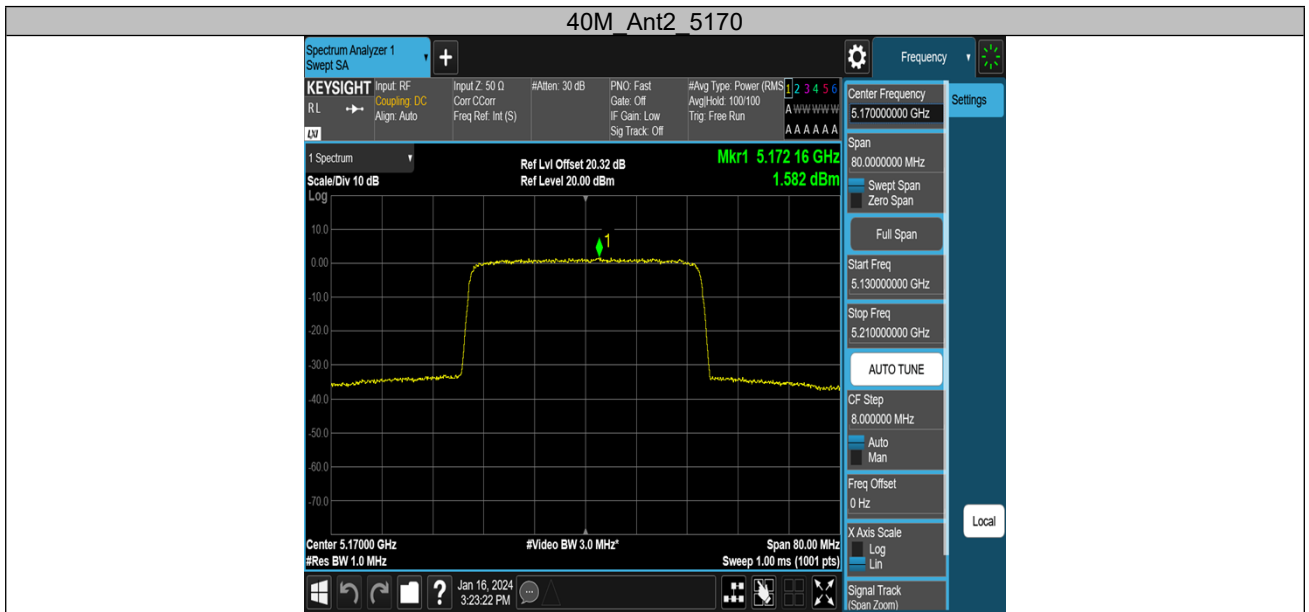 40M_Ant2_5170
Spectrum Analyzer 1
Swept SA
+
Frequency
KEYSIGHT
RL
LXI
Input: RF
Coupling: DC
Align: Auto
Input Z: 50 Ω
Corr CCorr
Freq Ref: Int (S)
#Atten: 30 dB
PNO: Fast
Gate: Off
IF Gain: Low
Sig Track: Off
#Avg Type: Power (RMS
Avg|Hold: 100/100
Trig: Free Run
1 2 3 4 5 6
A W W W W W
A A A A A A
Center Frequency
5.170000000 GHz
Settings
Span
80.0000000 MHz
Swept Span
Zero Span
Full Span
Start Freq
5.130000000 GHz
Stop Freq
5.210000000 GHz
AUTO TUNE
CF Step
8.000000 MHz
Auto
Man
Freq Offset
0 Hz
X Axis Scale
Log
Lin
Signal Track
(Span Zoom)
Local
1 Spectrum
Scale/Div 10 dB
Log
Ref Lvl Offset 20.32 dB
Ref Level 20.00 dBm
Mkr1 5.172 16 GHz
1.582 dBm
1
10.0
0.00
-10.0
-20.0
-30.0
-40.0
-50.0
-60.0
-70.0
Center 5.17000 GHz
#Res BW 1.0 MHz
#Video BW 3.0 MHz*
Span 80.00 MHz
Sweep 1.00 ms (1001 pts)
?
Jan 16, 2024
3:23:22 PM